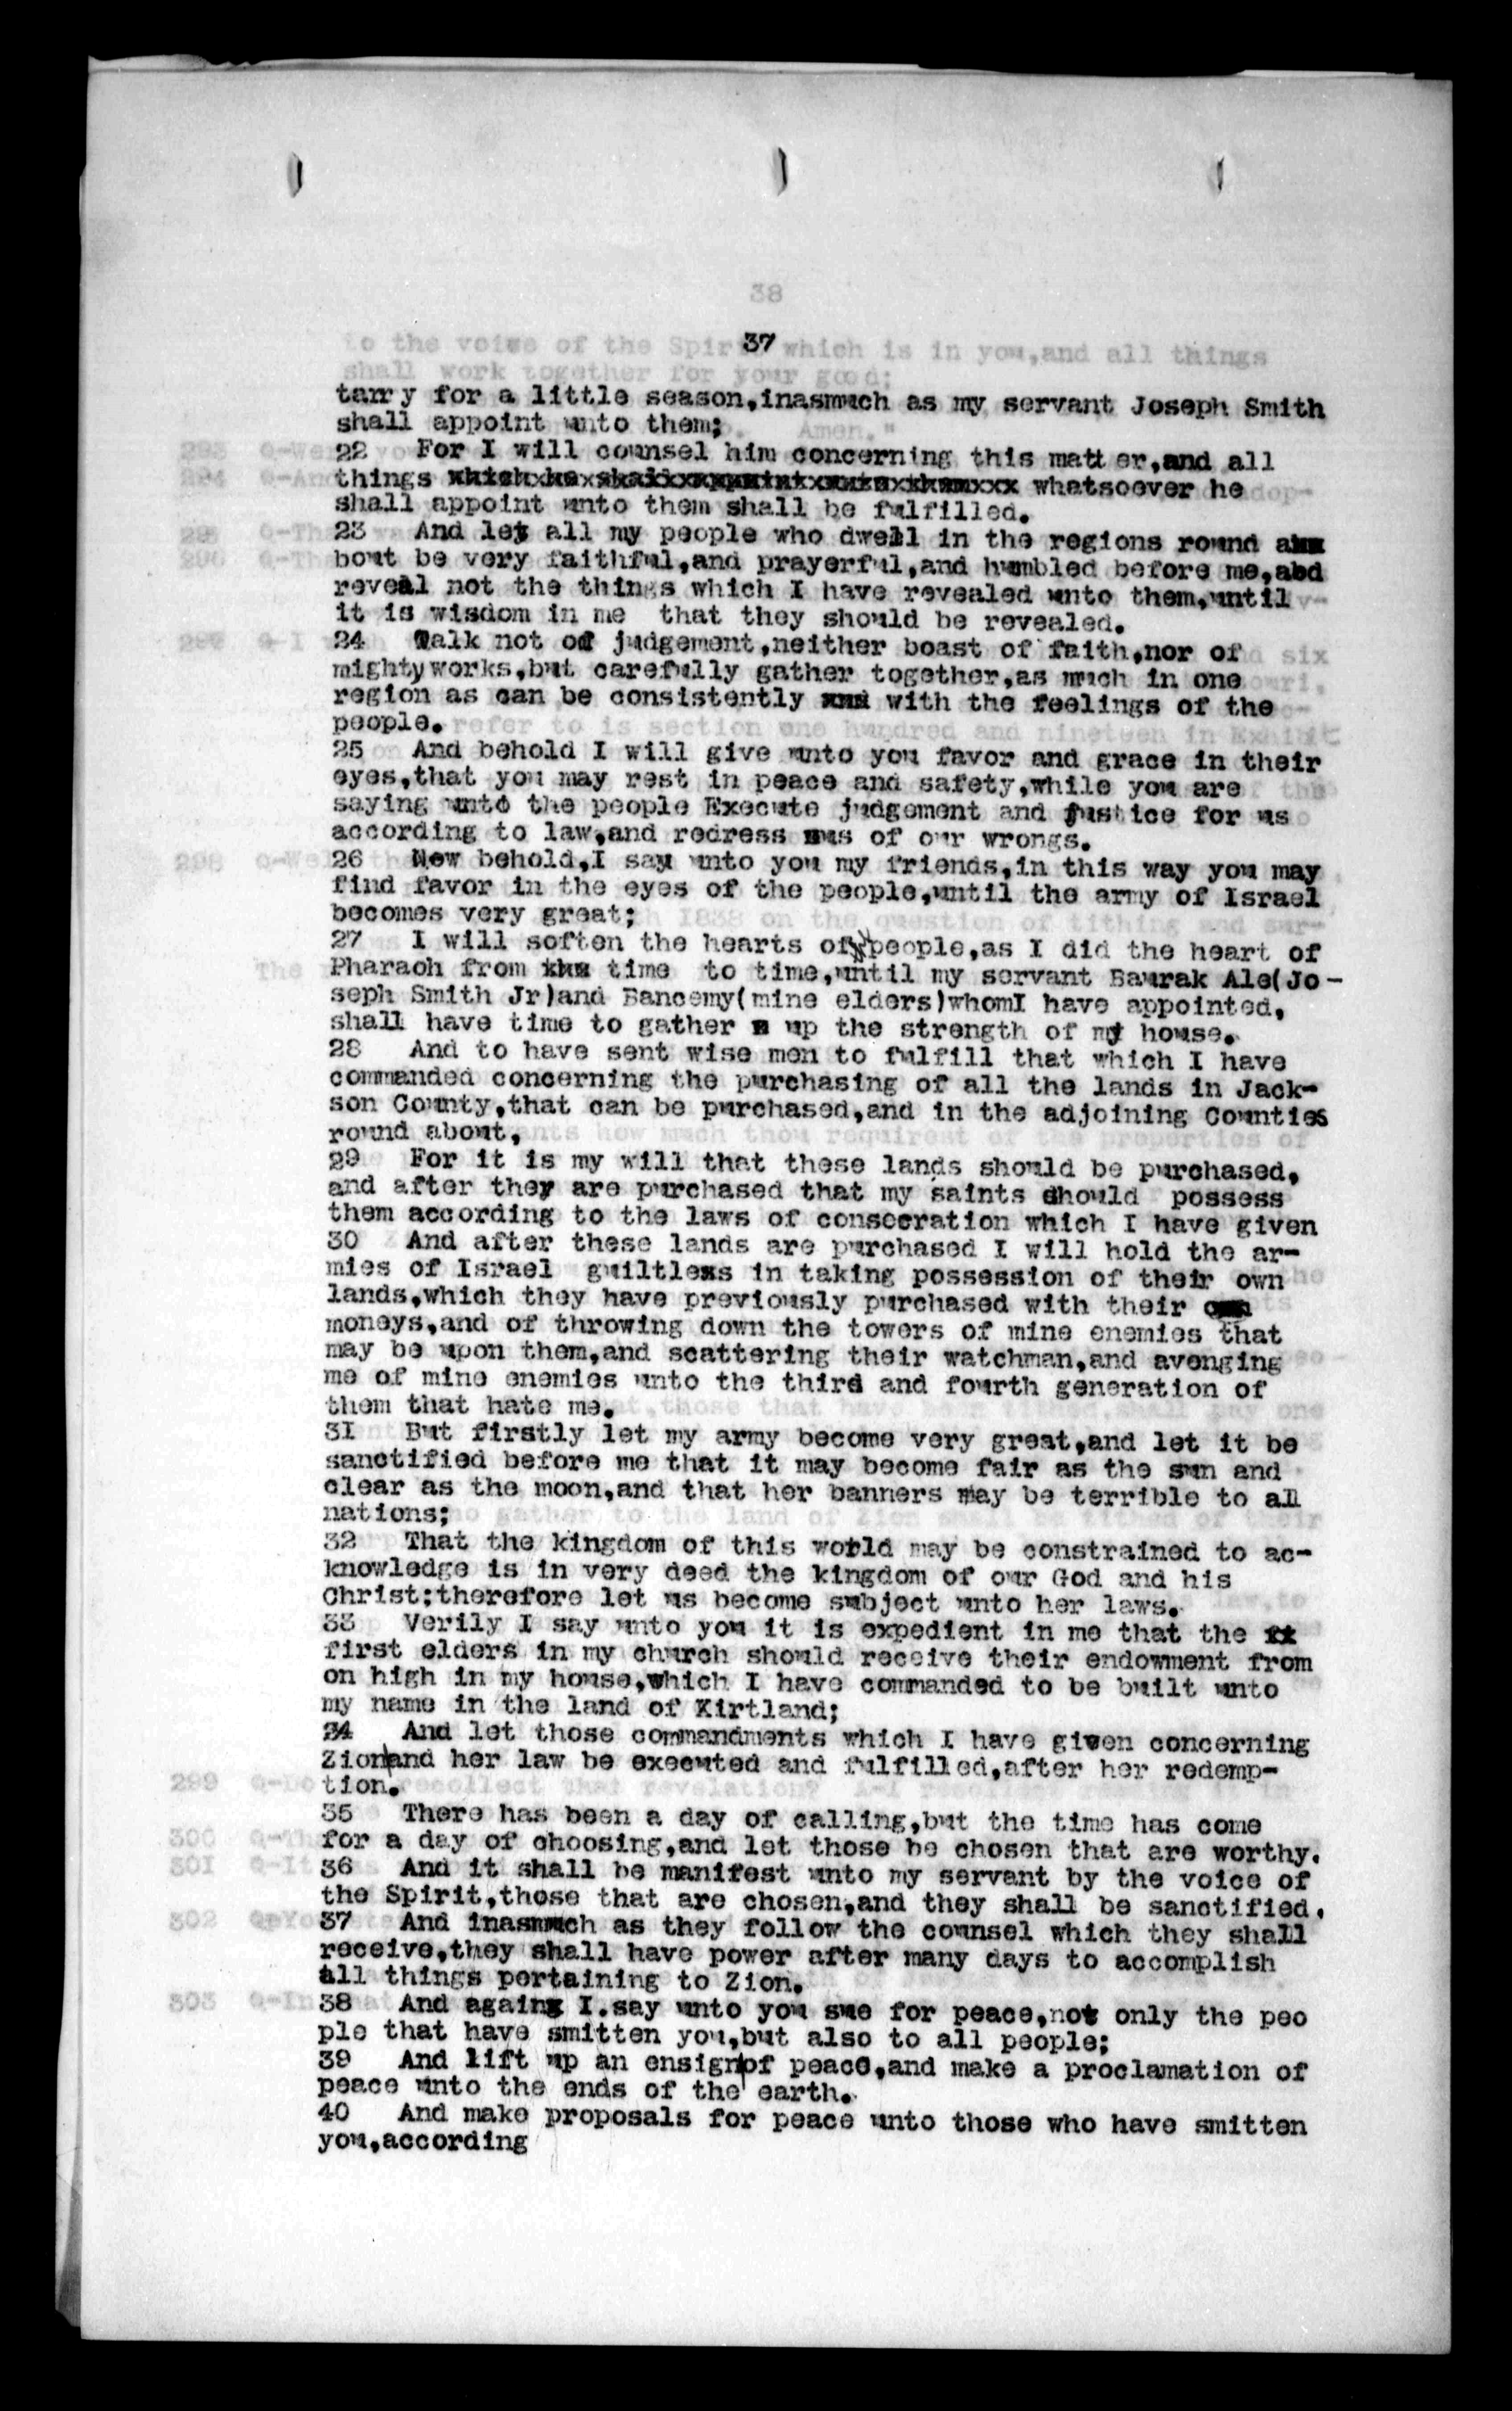 38
37
tarry for a little season,inasmuch as my servant Joseph Smith
shall appoint unto them;
22 For I will counsel him concerning this matt er,and all
things whatsoever he
shall appoint unto them shall be fulfilled.
23 And let all my people who dwell in the regions round a
bout be very faithful,and prayerful,and humbled before me,abd
reveal not the things which I have revealed unto them,until
it is wisdom in me that they should be revealed.
24 Talk not of judgement,neither boast of faith,nor of
mighty works,but carefully gather together,as much in one
region as can be consistently with the feelings of the
people.
25 And behold I will give unto you favor and grace in their
eyes,that you may rest in peace and safety,while you are
saying unto the people Execute judgement and justice for us
according to law,and redress us of our wrongs.
26 Now behold,I say unto you my friends,in this way you may
find favor in the eyes of the people,until the army of Israel
becomes very great;
27 I will soften the hearts of people,as I did the heart of
Pharaoh from time to time,until my servant Baurak Ale(Jo-
seph Smith Jr)and Bancemy(mine elders)whomI have appointed,
shall have time to gather up the strength of my house.
28 And to have sent wise men to fulfill that which I have
commanded concerning the purchasing of all the lands in Jack-
son County,that can be purchased,and in the adjoining Counties
round about,
29 For it is my will that these lands should be purchased,
and after they are purchased that my saints should possess
them according to the laws of consecration which I have given
30 And after these lands are purchased I will hold the ar-
mies of Israel guiltless in taking possession of their own
lands,which they have previously purchased with their own
moneys,and of throwing down the towers of mine enemies that
may be upon them,and scattering their watchman,and avenging
me of mine enemies unto the third and fourth generation of
them that hate me.
31 But firstly let my army become very great,and let it be
sanctified before me that it may become fair as the sun and
clear as the moon,and that her banners may be terrible to all
nations;
32 That the kingdom of this world may be constrained to ac-
knowledge is in very deed the kingdom of our God and his
Christ;therefore let us become subject unto her laws.
33 Verily I say unto you it is expedient in me that the
first elders in my church should receive their endowment from
on high in my house,which I have commanded to be built unto
my name in the land of Kirtland;
34 And let those commandments which I have given concerning
Zion and her law be executed and fulfilled,after her redemp-
tion.
35 There has been a day of calling,but the time has come
for a day of choosing,and let those be chosen that are worthy.
36 And it shall be manifest unto my servant by the voice of
the Spirit,those that are chosen,and they shall be sanctified.
37 And inasmuch as they follow the counsel which they shall
receive,they shall have power after many days to accomplish
all things pertaining to Zion.
38 And again I.say unto you sue for peace,not only the peo
ple that have smitten you,but also to all people;
39 And lift up an ensign of peace,and make a proclamation of
peace unto the ends of the earth.
40 And make proposals for peace unto those who have smitten
you,according